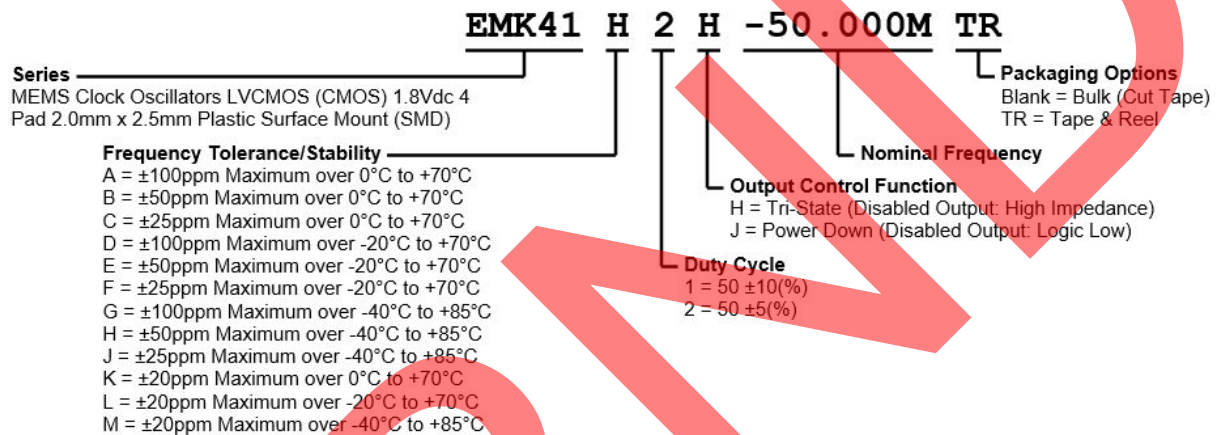 EMK41 H 2 H -50.000M TR
Series
MEMS Clock Oscillators LVCMOS (CMOS) 1.8Vdc 4
Pad 2.0mm x 2.5mm Plastic Surface Mount (SMD)
Frequency Tolerance/Stability
A = ±100ppm Maximum over 0°C to +70°C
B = ±50ppm Maximum over 0°C to +70°C
C = ±25ppm Maximum over 0°C to +70°C
D = ±100ppm Maximum over -20°C to +70°C
E = ±50ppm Maximum over -20°C to +70°C
F = ±25ppm Maximum over -20°C to +70°C
G = ±100ppm Maximum over -40°C to +85°C
H = ±50ppm Maximum over -40°C to +85°C
J = ±25ppm Maximum over -40°C to +85°C
K = ±20ppm Maximum over 0°C to +70°C
L = ±20ppm Maximum over -20°C to +70°C
M = ±20ppm Maximum over -40°C to +85°C
Duty Cycle
1 = 50 ±10(%)
2 = 50 ±5(%)
Output Control Function
H = Tri-State (Disabled Output: High Impedance)
J = Power Down (Disabled Output: Logic Low)
Nominal Frequency
Packaging Options
Blank = Bulk (Cut Tape)
TR = Tape & Reel